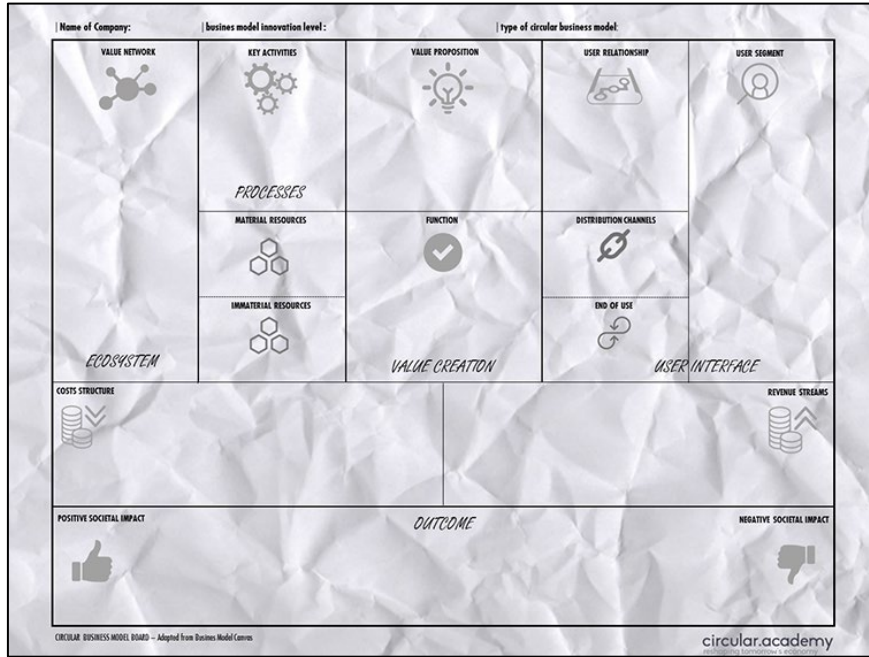 | Name of Company:
| busines model innovation level :
| type of circular business model:
VALUE NETWORK
KEY ACTIVITIES
VALUE PROPOSITION
USER RELATIONSHIP
USER SEGMENT
PROCESSES
MATERIAL RESOURCES
FUNCTION
DISTRIBUTION CHANNELS
IMMATERIAL RESOURCES
END OF USE
ECOSYSTEM
VALUE CREATION
USER INTERFACE
COSTS STRUCTURE
REVENUE STREAMS
POSITIVE SOCIETAL IMPACT
OUTCOME
NEGATIVE SOCIETAL IMPACT
CIRCULAR BUSINESS MODEL BOARD – Adapted from Busines Model Canvas
circular.academy
reshaping tomorrow's economy